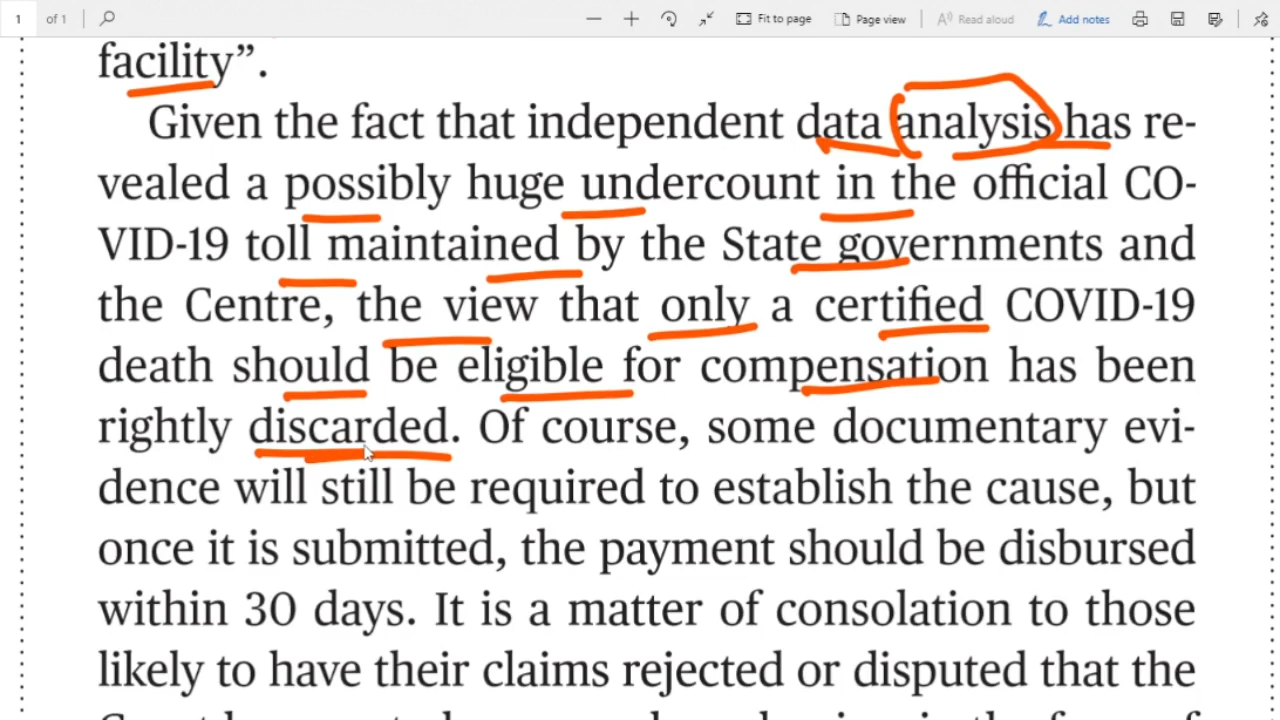 1 of 1 Fit to page Page view Read aloud Add notes
facility”.
Given the fact that independent data analysis has re-
vealed a possibly huge undercount in the official CO-
VID-19 toll maintained by the State governments and
the Centre, the view that only a certified COVID-19
death should be eligible for compensation has been
rightly discarded. Of course, some documentary evi-
dence will still be required to establish the cause, but
once it is submitted, the payment should be disbursed
within 30 days. It is a matter of consolation to those
likely to have their claims rejected or disputed that the